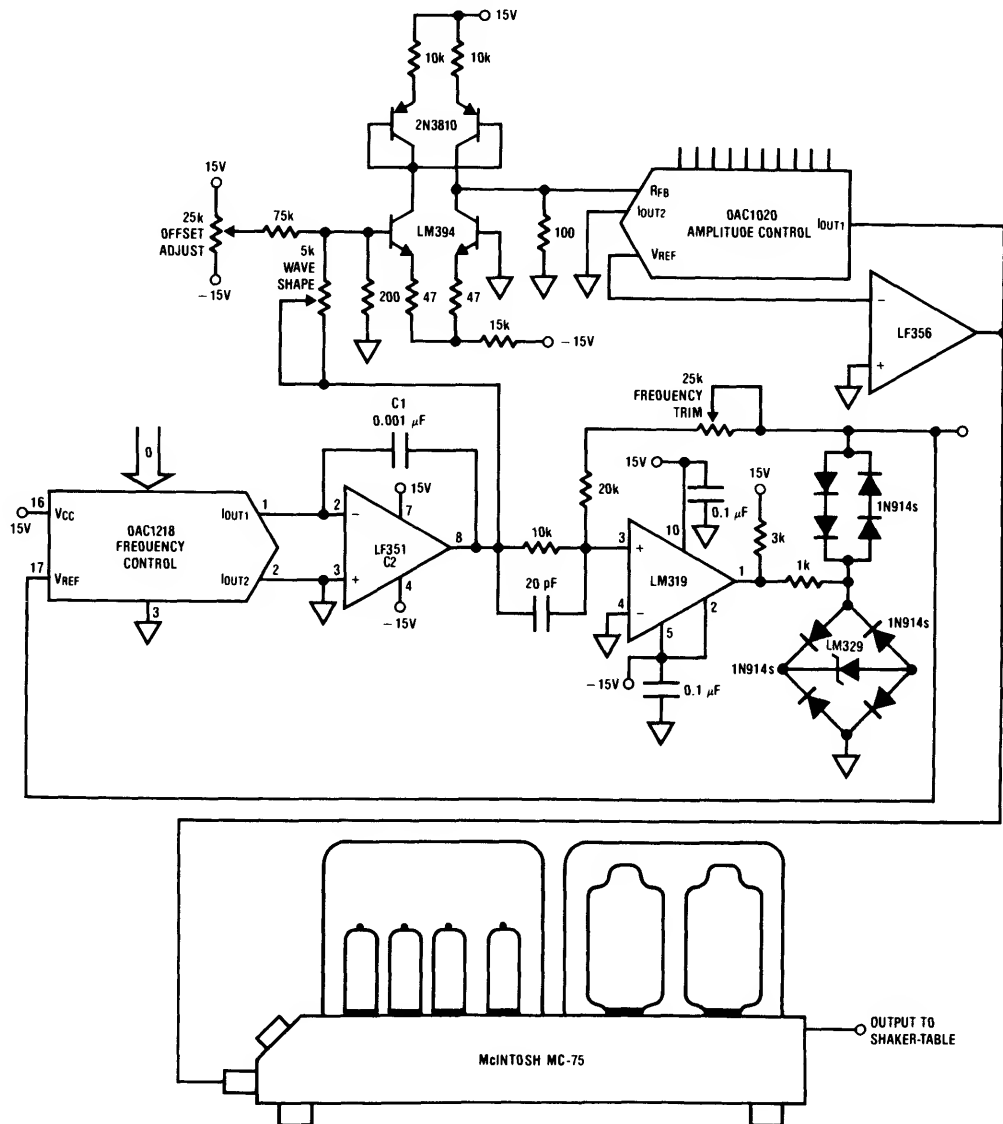 15V
10k
10k
2N3810
15V
25k
OFFSET
ADJUST
75k
-15V
5k
WAVE
SHAPE
LM394
200
47
47
15k
-15V
100
RFB
IOUT2
OAC1020
AMPLITUDE CONTROL
IOUT1
VREF
-
LF356
+
25k
FREQUENCY
TRIM
C1
0.001 μF
0
16
15V
VCC
OAC1218
FREQUENCY
CONTROL
IOUT1
1
2
IOUT2
2
3
17
VREF
3
-
+
15V
7
LF351
C2
8
4
-15V
10k
20 pF
20k
15V
0.1 μF
15V
3k
10
3
+
LM319
4
-
1
2
5
1k
-15V
0.1 μF
1N914s
1N914s
LM329
1N914s
McINTOSH MC-75
OUTPUT TO
SHAKER-TABLE